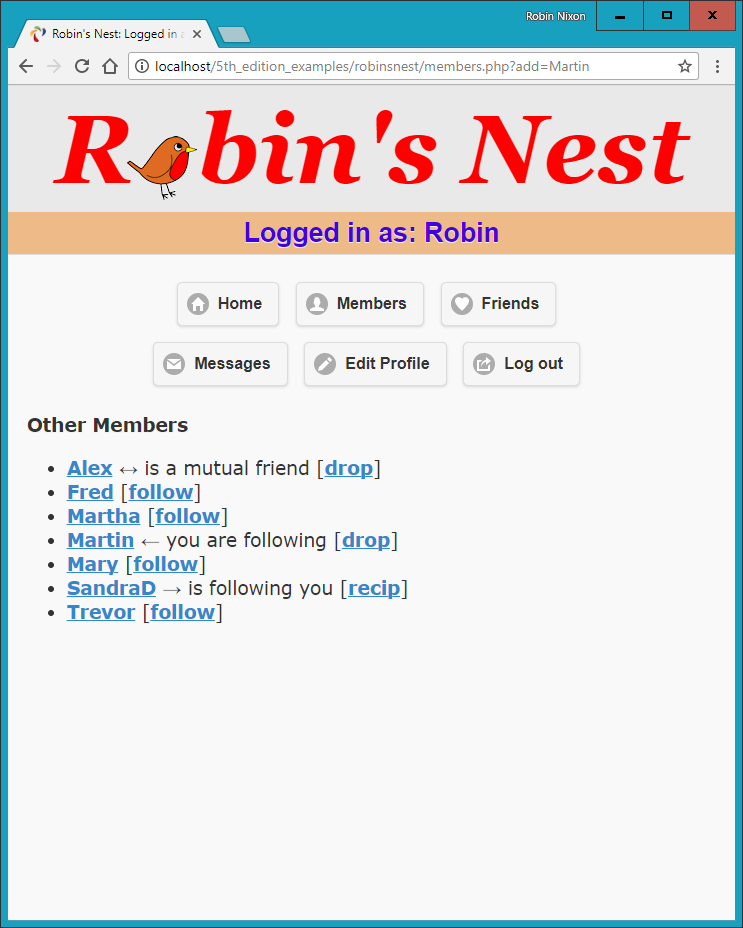 Robin Nixon
Robin's Nest: Logged in
localhost/5th_edition_examples/robinsnest/members.php?add=Martin
Robin's Nest
Logged in as: Robin
Home Members Friends
Messages Edit Profile Log out
Other Members
• Alex ↔ is a mutual friend [drop]
• Fred [follow]
• Martha [follow]
• Martin ← you are following [drop]
• Mary [follow]
• SandraD → is following you [recip]
• Trevor [follow]